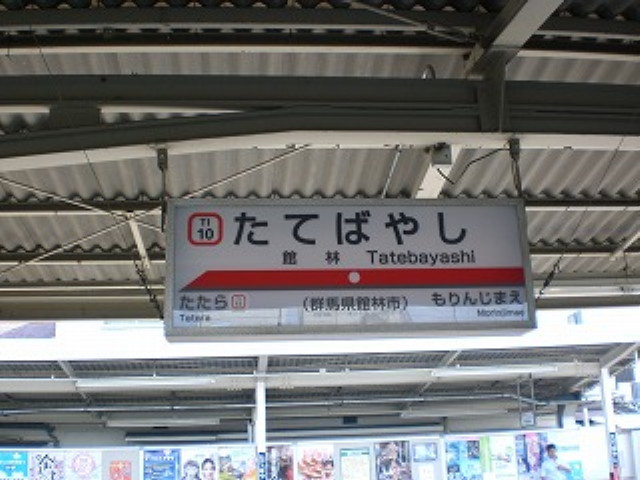 TI
10
たてばやし
館林 Tatebayashi
たたら
(群馬県館林市)
もりんじまえ
Tatara
Morinjimae